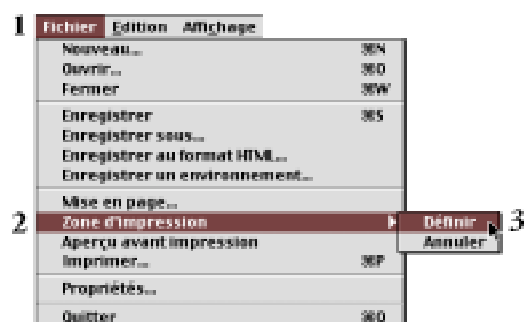 1 Fichier Edition Affichage
Nouveau... ⌘N
Ouvrir... ⌘O
Fermer ⌘W
Enregistrer ⌘S
Enregistrer sous...
Enregistrer au format HTML...
Enregistrer un environnement...
Mise en page...
2 Zone d'impression Définir 3
Aperçu avant impression Annuler
Imprimer... ⌘P
Propriétés...
Quitter ⌘Q